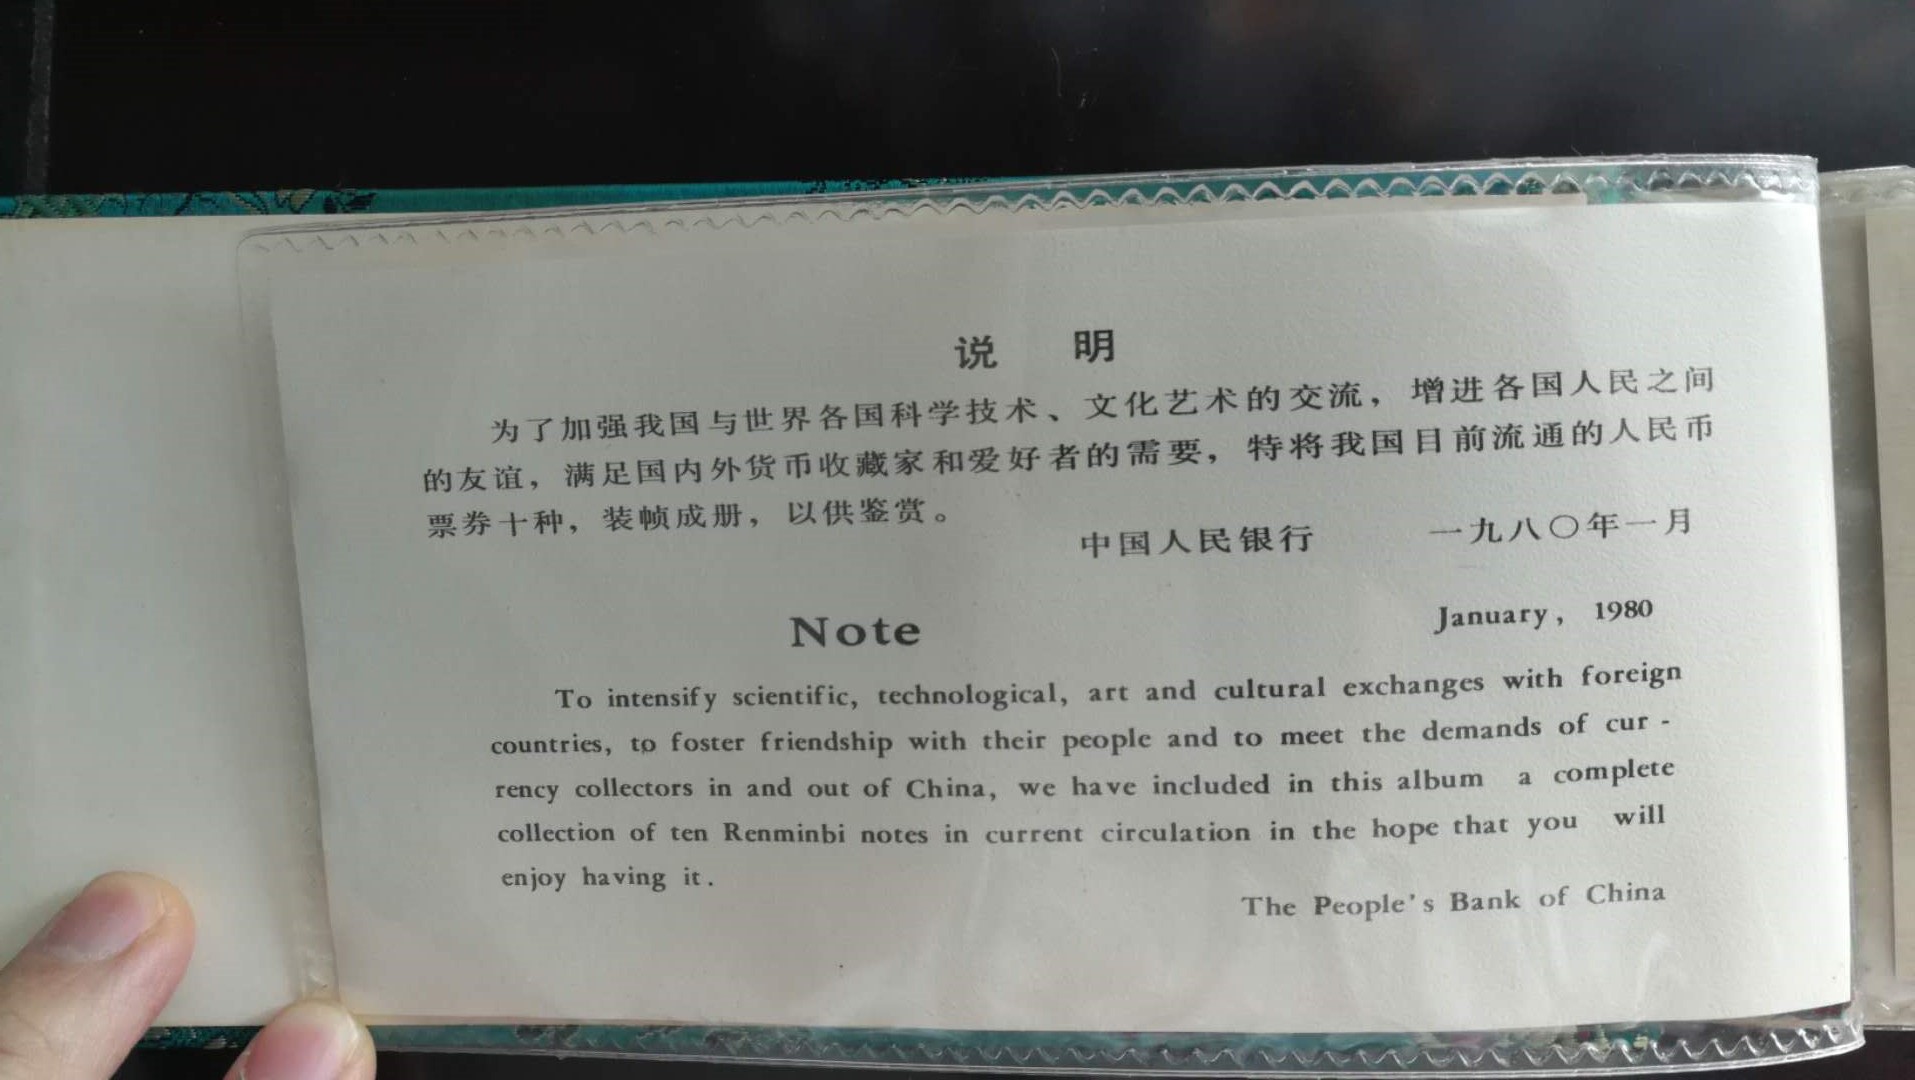 说 明
为了加强我国与世界各国科学技术、文化艺术的交流，增进各国人民之间
的友谊，满足国内外货币收藏家和爱好者的需要，特将我国目前流通的人民币
票券十种，装帧成册，以供鉴赏。
中国人民银行 一九八〇年一月
Note
January, 1980
To intensify scientific, technological, art and cultural exchanges with foreign
countries, to foster friendship with their people and to meet the demands of cur-
rency collectors in and out of China, we have included in this album a complete
collection of ten Renminbi notes in current circulation in the hope that you will
enjoy having it.
The People's Bank of China